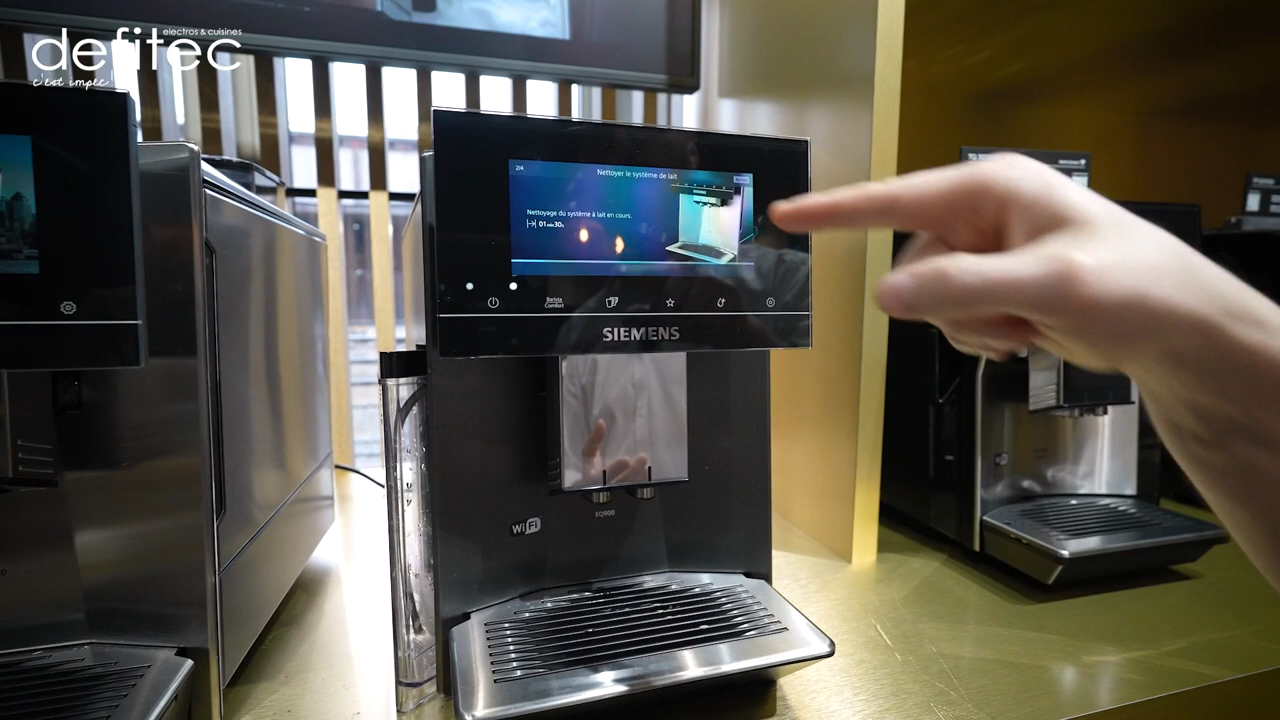 electros & cuisines
defitec
c'est impec!
2/4
Nettoyer le système de lait
Nettoyage du système à lait en cours.
01 min 30s
Barista
Comfort
SIEMENS
EQ900
WiFi